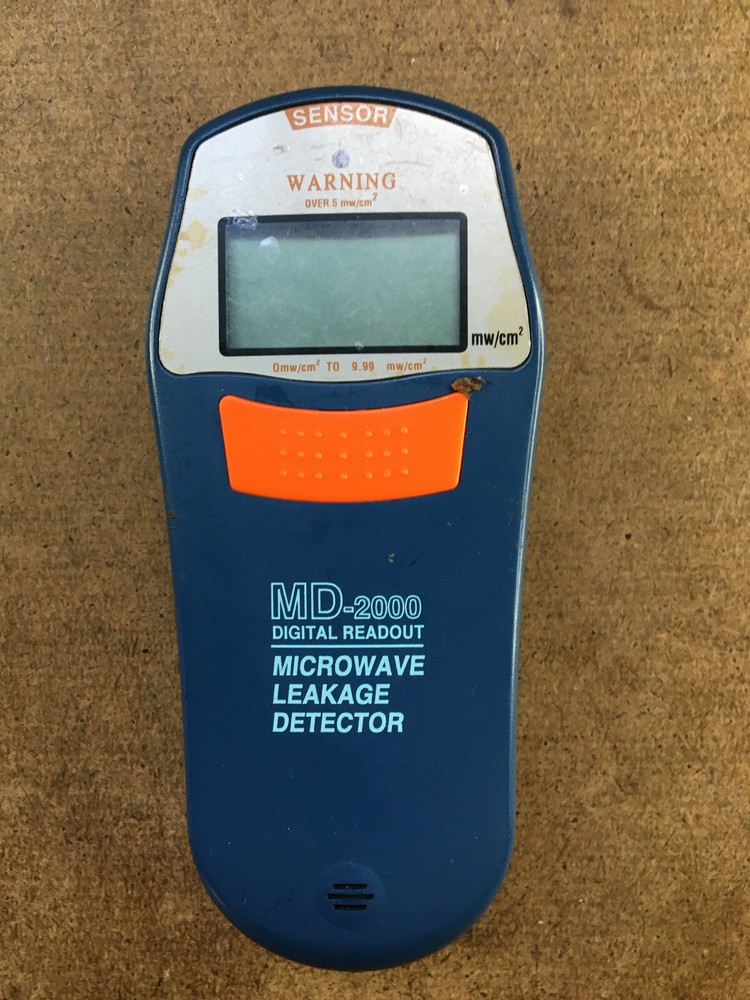 SENSOR
WARNING
OVER 5 mw/cm²
mw/cm²
0mw/cm² TO 9.99 mw/cm²
MD-2000
DIGITAL READOUT
MICROWAVE
LEAKAGE
DETECTOR